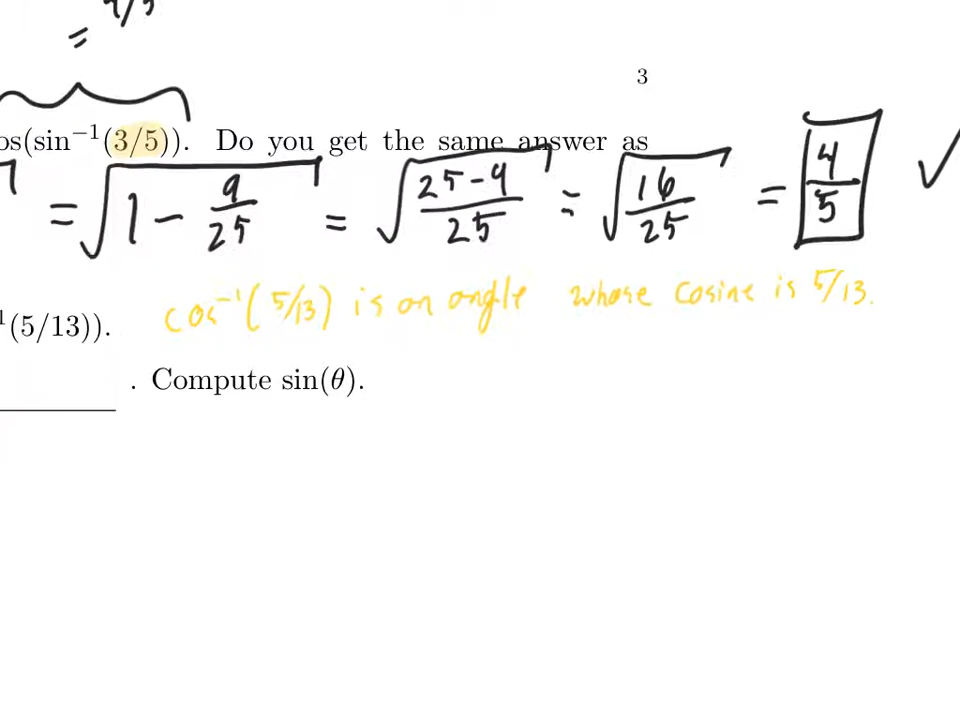 = 4/5
3
os(sin⁻¹(3/5)). Do you get the same answer as
= √(1 − 9/25) = √((25-9)/25) = √(16/25) = 4/5 ✓
cos⁻¹(5/13) is an angle whose cosine is 5/13.
¹(5/13)).
. Compute sin(θ).